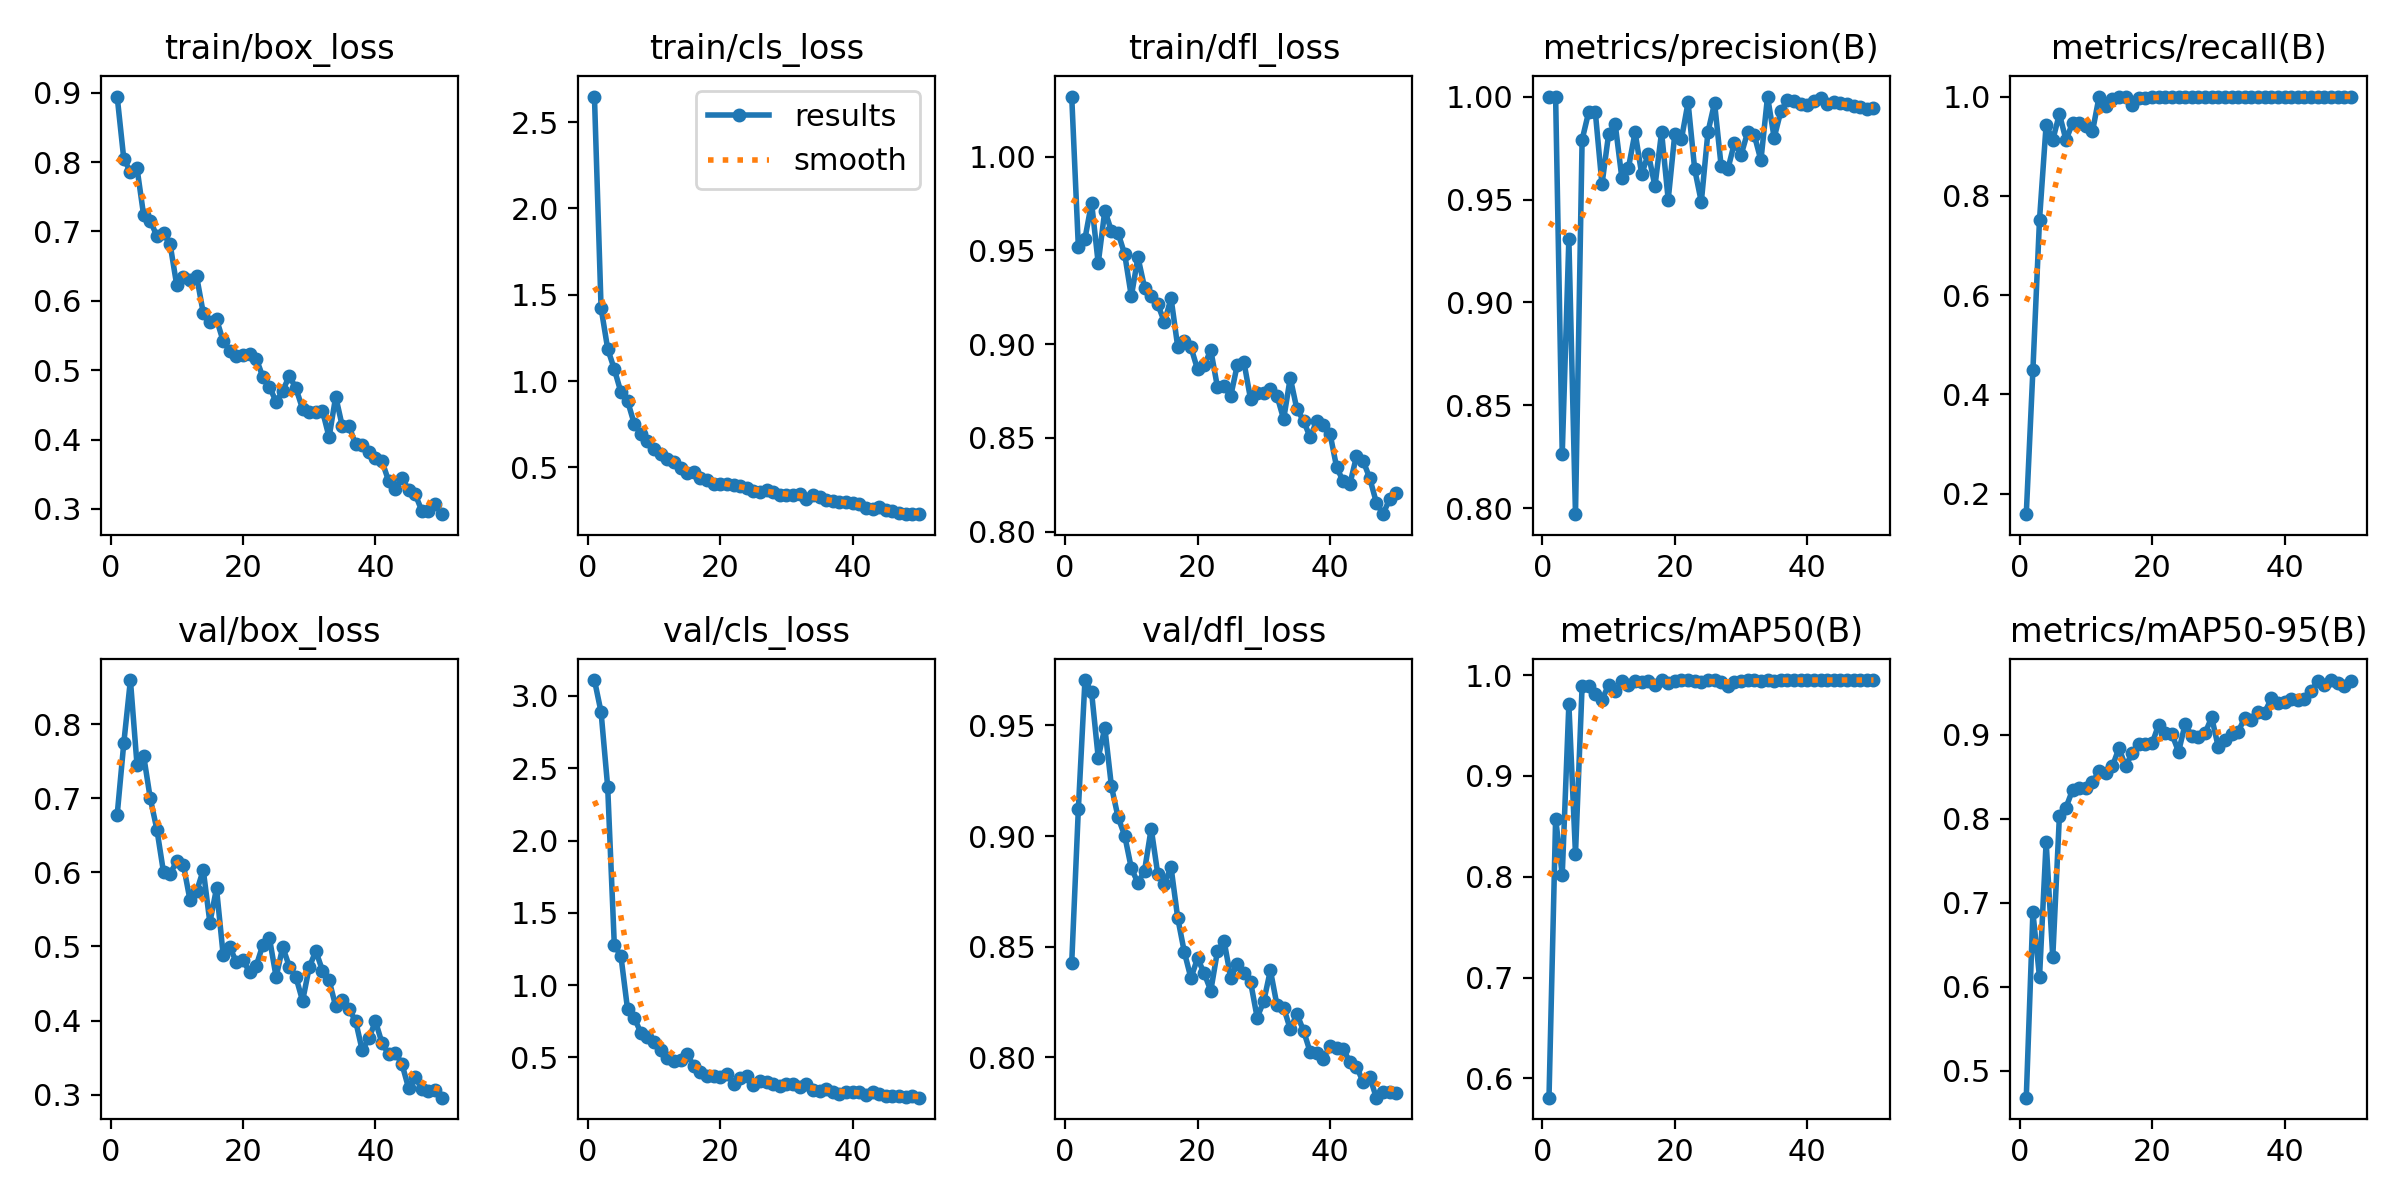 train/box_loss
0.9
0.8
0.7
0.6
0.5
0.4
0.3
0 20 40
train/cls_loss
results
smooth
2.5
2.0
1.5
1.0
0.5
0 20 40
train/dfl_loss
1.00
0.95
0.90
0.85
0.80
0 20 40
metrics/precision(B)
1.00
0.95
0.90
0.85
0.80
0 20 40
metrics/recall(B)
1.0
0.8
0.6
0.4
0.2
0 20 40
val/box_loss
0.8
0.7
0.6
0.5
0.4
0.3
0 20 40
val/cls_loss
3.0
2.5
2.0
1.5
1.0
0.5
0 20 40
val/dfl_loss
0.95
0.90
0.85
0.80
0 20 40
metrics/mAP50(B)
1.0
0.9
0.8
0.7
0.6
0 20 40
metrics/mAP50-95(B)
0.9
0.8
0.7
0.6
0.5
0 20 40